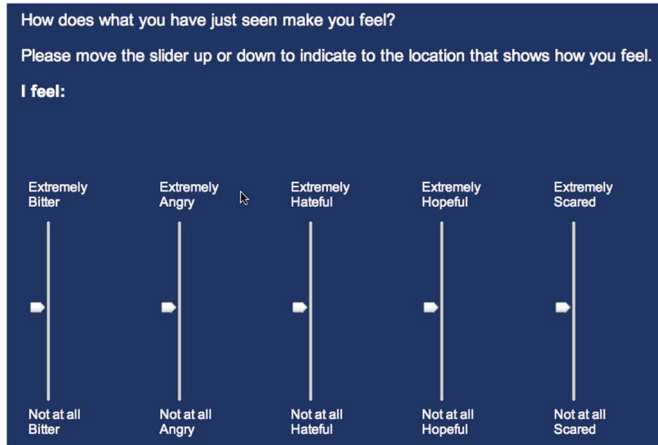 How does what you have just seen make you feel?
Please move the slider up or down to indicate to the location that shows how you feel.
I feel:
Extremely Bitter
Extremely Angry
Extremely Hateful
Extremely Hopeful
Extremely Scared
Not at all Bitter
Not at all Angry
Not at all Hateful
Not at all Hopeful
Not at all Scared